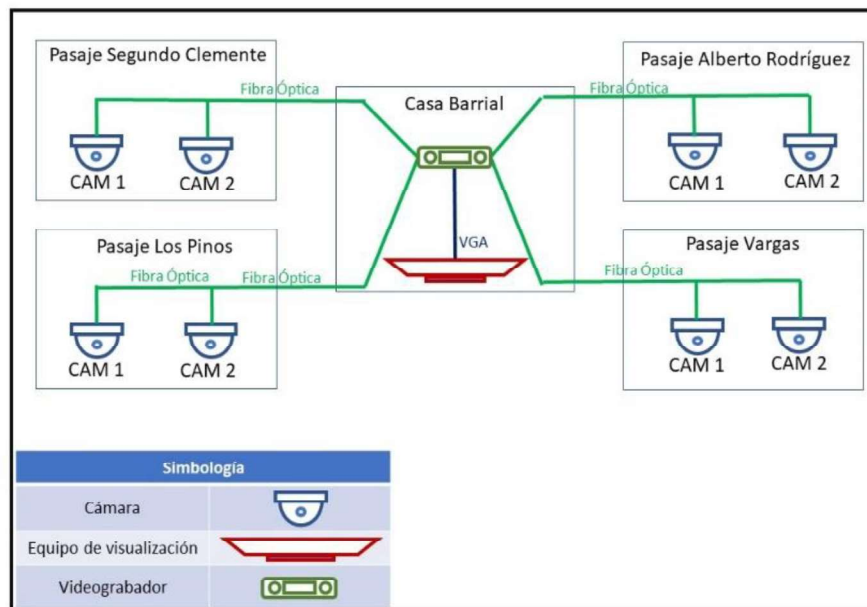 Pasaje Segundo Clemente
Fibra Óptica
CAM 1
CAM 2
Casa Barrial
VGA
Pasaje Alberto Rodríguez
Fibra Óptica
CAM 1
CAM 2
Pasaje Los Pinos
Fibra Óptica
Fibra Óptica
CAM 1
CAM 2
Pasaje Vargas
Fibra Óptica
CAM 1
CAM 2
Simbología
Cámara
Equipo de visualización
Videograbador